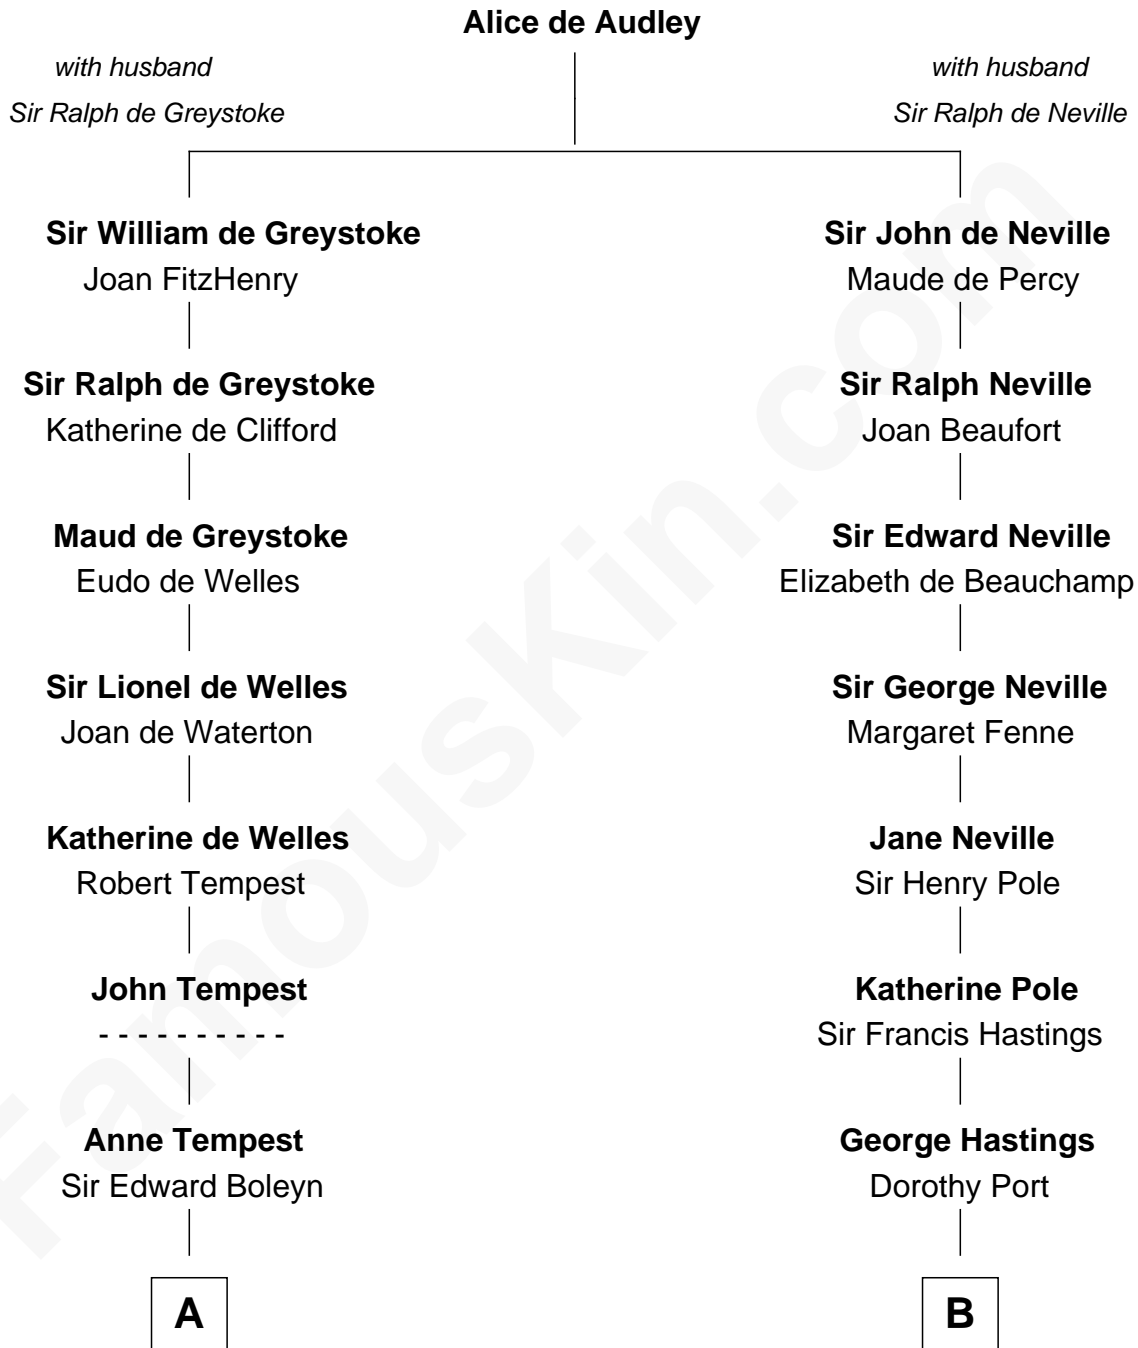 Alice de Audley
with husband
Sir Ralph de Greystoke
with husband
Sir Ralph de Neville
Sir William de Greystoke
Joan FitzHenry
Sir Ralph de Greystoke
Katherine de Clifford
Maud de Greystoke
Eudo de Welles
Sir Lionel de Welles
Joan de Waterton
Katherine de Welles
Robert Tempest
John Tempest
- - - - - - - - - -
Anne Tempest
Sir Edward Boleyn
A
Sir John de Neville
Maude de Percy
Sir Ralph Neville
Joan Beaufort
Sir Edward Neville
Elizabeth de Beauchamp
Sir George Neville
Margaret Fenne
Jane Neville
Sir Henry Pole
Katherine Pole
Sir Francis Hastings
George Hastings
Dorothy Port
B
FamousKin.com